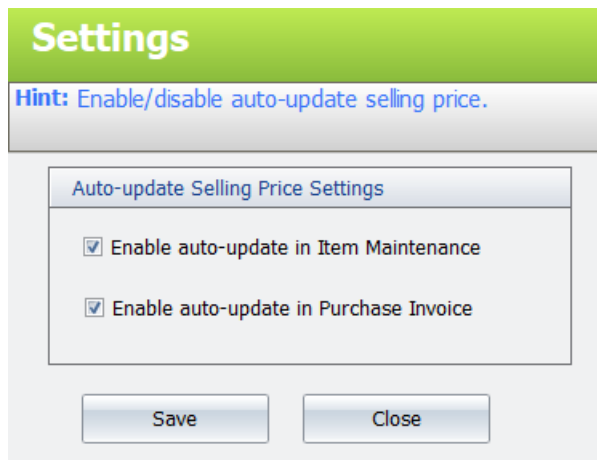 Settings
Hint: Enable/disable auto-update selling price.
Auto-update Selling Price Settings
Enable auto-update in Item Maintenance
Enable auto-update in Purchase Invoice
Save Close